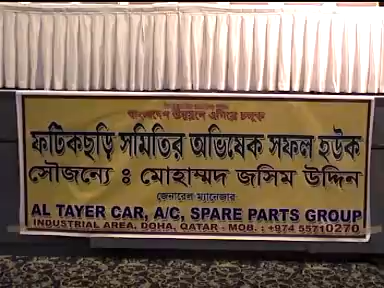 বাংলাদেশ উন্নয়নে এগিয়ে চলুক
ফটিকছড়ি সমিতির অভিষেক সফল হউক
সৌজন্যে ঃ মোহাম্মদ জসিম উদ্দিন
জেনারেল ম্যানেজার
AL TAYER CAR, A/C, SPARE PARTS GROUP
INDUSTRIAL AREA, DOHA, QATAR - MOB. : +974 55710270